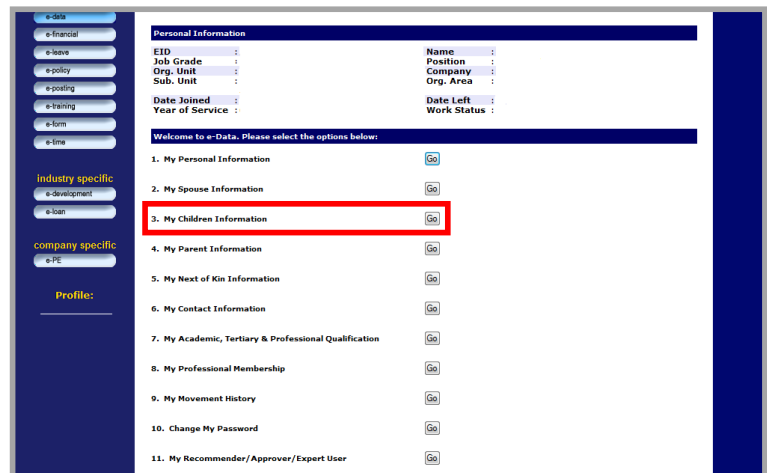 e-data
e-financial
e-leave
e-policy
e-posting
e-training
e-form
e-time
industry specific
e-development
e-loan
company specific
e-PE
Profile:
Personal Information
EID : Name :
Job Grade : Position :
Org. Unit : Company :
Sub. Unit : Org. Area :
Date Joined : Date Left :
Year of Service : Work Status :
Welcome to e-Data. Please select the options below:
1. My Personal Information Go
2. My Spouse Information Go
3. My Children Information Go
4. My Parent Information Go
5. My Next of Kin Information Go
6. My Contact Information Go
7. My Academic, Tertiary & Professional Qualification Go
8. My Professional Membership Go
9. My Movement History Go
10. Change My Password Go
11. My Recommender/Approver/Expert User Go